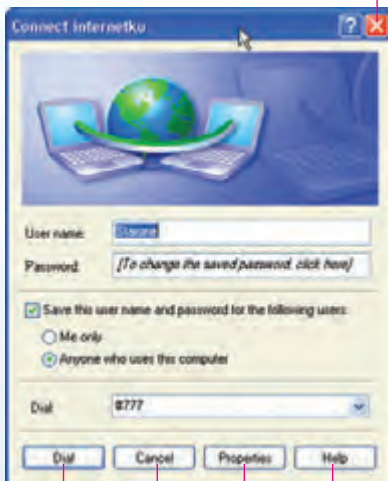 Connect internetku
User name:
Starone
Password:
[To change the saved password, click here]
Save this user name and password for the following users:
Me only
Anyone who uses this computer
Dial:
#777
Dial
Cancel
Properties
Help